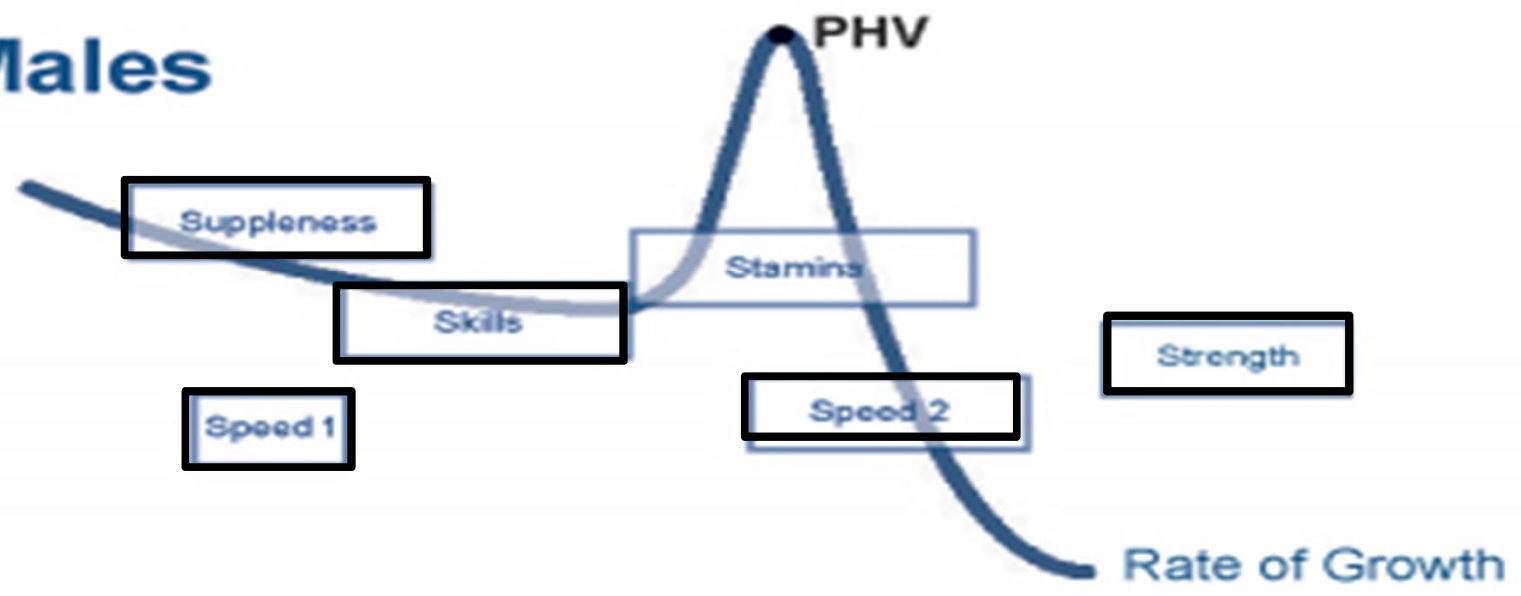 PHV
Males
Suppleness
Stamina
Skills
Strength
Speed 2
Speed 1
Rate of Growth